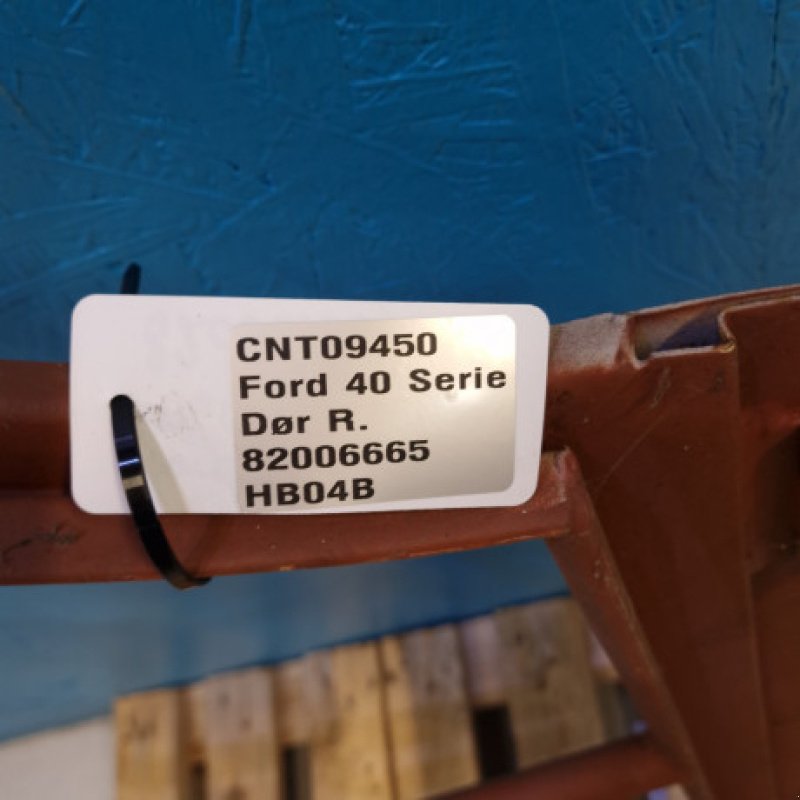 CNT09450
Ford 40 Serie
Dør R.
82006665
HB04B